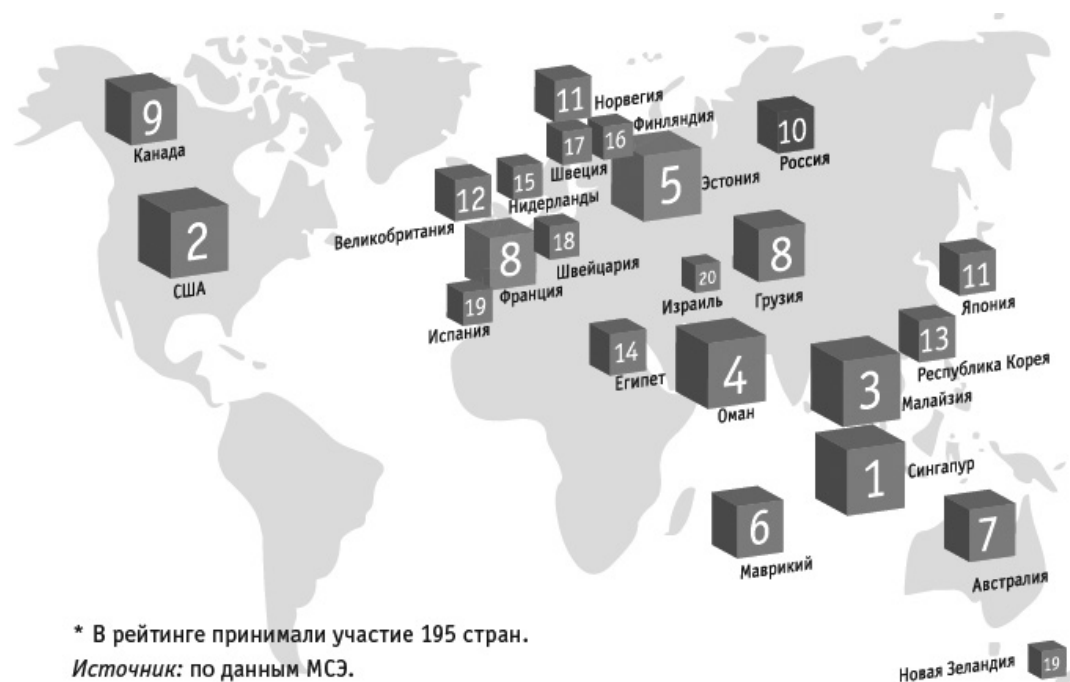 9
Канада
2
США
11
Норвегия
16
Финляндия
17
Швеция
15
Нидерланды
12
Великобритания
5
Эстония
10
Россия
8
Франция
18
Швейцария
19
Испания
20
Израиль
8
Грузия
11
Япония
13
Республика Корея
14
Египет
4
Оман
3
Малайзия
1
Сингапур
6
Маврикий
7
Австралия
Новая Зеландия
19
* В рейтинге принимали участие 195 стран.
Источник: по данным МСЭ.